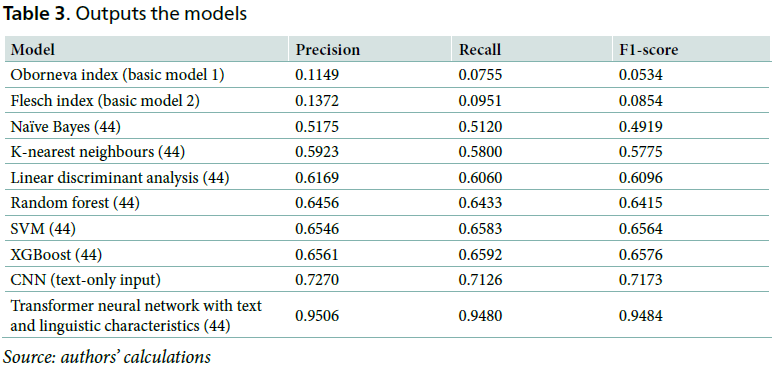 Table 3. Outputs the models
Model Precision Recall F1-score
Oborneva index (basic model 1) 0.1149 0.0755 0.0534
Flesch index (basic model 2) 0.1372 0.0951 0.0854
Naïve Bayes (44) 0.5175 0.5120 0.4919
K-nearest neighbours (44) 0.5923 0.5800 0.5775
Linear discriminant analysis (44) 0.6169 0.6060 0.6096
Random forest (44) 0.6456 0.6433 0.6415
SVM (44) 0.6546 0.6583 0.6564
XGBoost (44) 0.6561 0.6592 0.6576
CNN (text-only input) 0.7270 0.7126 0.7173
Transformer neural network with text
and linguistic characteristics (44) 0.9506 0.9480 0.9484
Source: authors' calculations